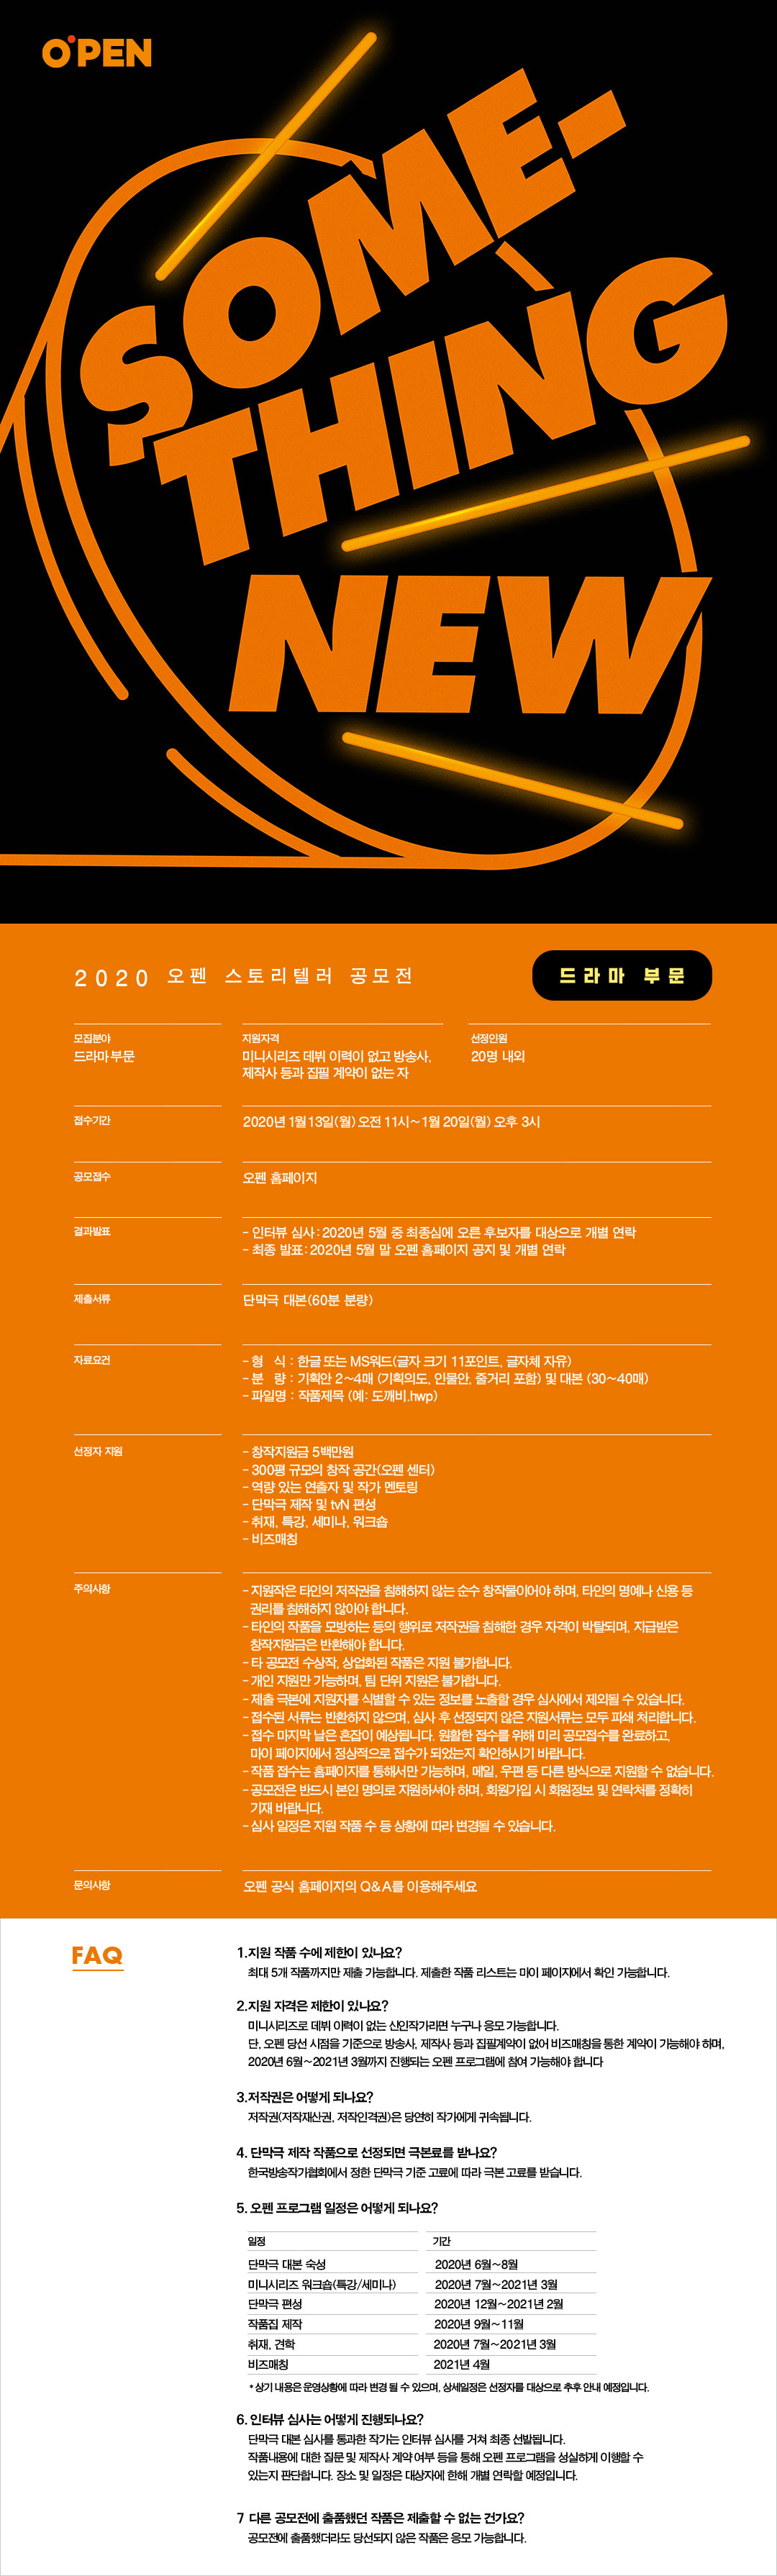 O'PEN
SOME-
THING
NEW
2020 오펜 스토리텔러 공모전
드라마 부문
모집분야
드라마 부문
지원자격
미니시리즈 데뷔 이력이 없고 방송사,
제작사 등과 집필 계약이 없는 자
선정인원
20명 내외
접수기간
2020년 1월 13일(월) 오전 11시~1월 20일(월) 오후 3시
공모접수
오펜 홈페이지
결과발표
- 인터뷰 심사 : 2020년 5월 중 최종심에 오른 후보자를 대상으로 개별 연락
- 최종 발표 : 2020년 5월 말 오펜 홈페이지 공지 및 개별 연락
제출서류
단막극 대본(60분 분량)
자료요건
- 형 식 : 한글 또는 MS워드(글자 크기 11포인트, 글자체 자유)
- 분 량 : 기획안 2~4매 (기획의도, 인물안, 줄거리 포함) 및 대본 (30~40매)
- 파일명 : 작품제목 (예: 도깨비.hwp)
선정자 지원
- 창작지원금 5백만원
- 300평 규모의 창작 공간(오펜 센터)
- 역량 있는 연출자 및 작가 멘토링
- 단막극 제작 및 tvN 편성
- 취재, 특강, 세미나, 워크숍
- 비즈매칭
주의사항
- 지원작은 타인의 저작권을 침해하지 않는 순수 창작물이어야 하며, 타인의 명예나 신용 등
권리를 침해하지 않아야 합니다.
- 타인의 작품을 모방하는 등의 행위로 저작권을 침해한 경우 자격이 박탈되며, 지급받은
창작지원금은 반환해야 합니다.
- 타 공모전 수상작, 상업화된 작품은 지원 불가합니다.
- 개인 지원만 가능하며, 팀 단위 지원은 불가합니다.
- 제출 극본에 지원자를 식별할 수 있는 정보를 노출할 경우 심사에서 제외될 수 있습니다.
- 접수된 서류는 반환하지 않으며, 심사 후 선정되지 않은 지원서류는 모두 파쇄 처리합니다.
- 접수 마지막 날은 혼잡이 예상됩니다. 원활한 접수를 위해 미리 공모접수를 완료하고,
마이 페이지에서 정상적으로 접수가 되었는지 확인하시기 바랍니다.
- 작품 접수는 홈페이지를 통해서만 가능하며, 메일, 우편 등 다른 방식으로 지원할 수 없습니다.
- 공모전은 반드시 본인 명의로 지원하셔야 하며, 회원가입 시 회원정보 및 연락처를 정확히
기재 바랍니다.
- 심사 일정은 지원 작품 수 등 상황에 따라 변경될 수 있습니다.
문의사항
오펜 공식 홈페이지의 Q&A를 이용해주세요
FAQ
1.지원 작품 수에 제한이 있나요?
최대 5개 작품까지만 제출 가능합니다. 제출한 작품 리스트는 마이 페이지에서 확인 가능합니다.
2.지원 자격은 제한이 있나요?
미니시리즈로 데뷔 이력이 없는 신인작가라면 누구나 응모 가능합니다.
단, 오펜 당선 시점을 기준으로 방송사, 제작사 등과 집필계약이 없어 비즈매칭을 통한 계약이 가능해야 하며,
2020년 6월~2021년 3월까지 진행되는 오펜 프로그램에 참여 가능해야 합니다
3.저작권은 어떻게 되나요?
저작권(저작재산권, 저작인격권)은 당연히 작가에게 귀속됩니다.
4. 단막극 제작 작품으로 선정되면 극본료를 받나요?
한국방송작가협회에서 정한 단막극 기준 고료에 따라 극본 고료를 받습니다.
5. 오펜 프로그램 일정은 어떻게 되나요?
일정 기간
단막극 대본 숙성 2020년 6월~8월
미니시리즈 워크숍(특강/세미나) 2020년 7월~2021년 3월
단막극 편성 2020년 12월~2021년 2월
작품집 제작 2020년 9월~11월
취재, 견학 2020년 7월~2021년 3월
비즈매칭 2021년 4월
* 상기 내용은 운영상황에 따라 변경 될 수 있으며, 상세일정은 선정자를 대상으로 추후 안내 예정입니다.
6. 인터뷰 심사는 어떻게 진행되나요?
단막극 대본 심사를 통과한 작가는 인터뷰 심사를 거쳐 최종 선발됩니다.
작품내용에 대한 질문 및 제작사 계약 여부 등을 통해 오펜 프로그램을 성실하게 이행할 수
있는지 판단합니다. 장소 및 일정은 대상자에 한해 개별 연락할 예정입니다.
7 다른 공모전에 출품했던 작품은 제출할 수 없는 건가요?
공모전에 출품했더라도 당선되지 않은 작품은 응모 가능합니다.